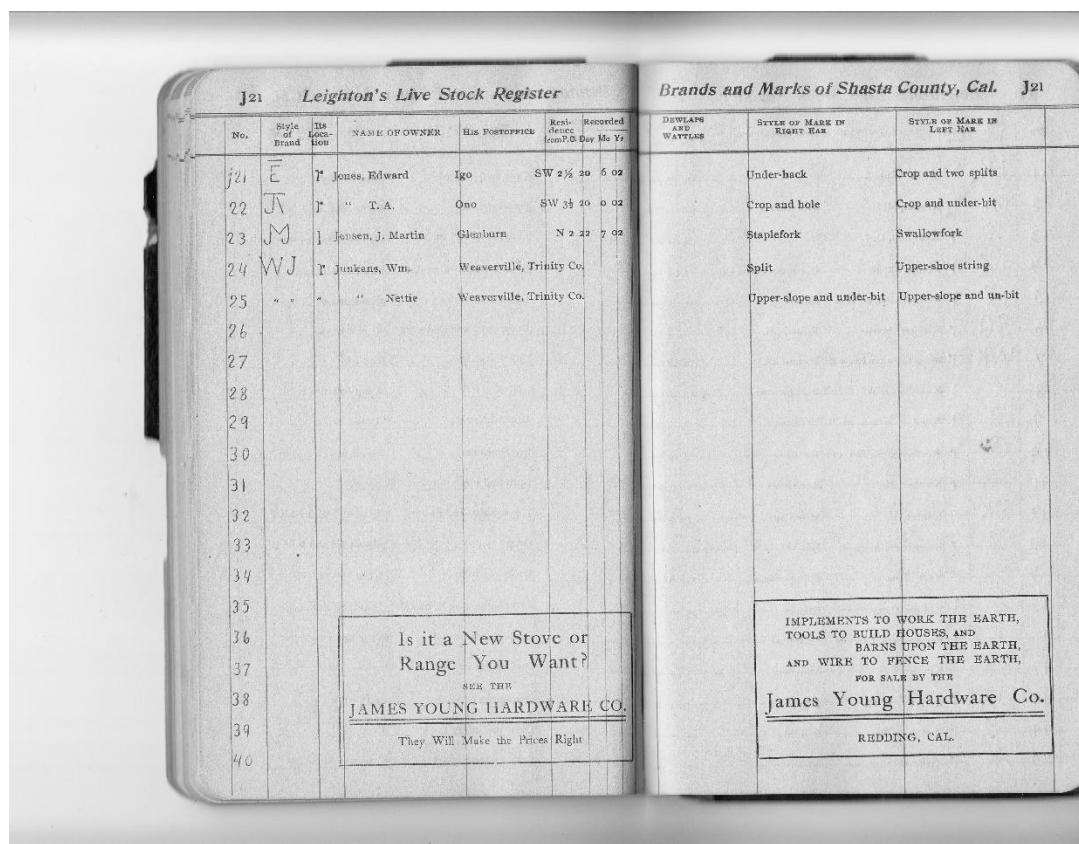 J21 Leighton's Live Stock Register
No. Style of Brand Its Loca-tion NAME OF OWNER HIS POSTOFFICE Resi-dence from P.O. Recorded Day Mo Yr
j21 E r Jones, Edward Igo SW 2½ 20 6 02
22 r " T. A. Ono SW 3½ 20 0 02
23 JM l Jensen, J. Martin Glenburn N 2 22 7 02
24 WJ r Junkans, Wm. Weaverville, Trinity Co.
25 " " " " Nettie Weaverville, Trinity Co.
26
27
28
29
30
31
32
33
34
35
36
37
38
39
40
Is it a New Stove or
Range You Want?
SEE THE
JAMES YOUNG HARDWARE CO.
They Will Make the Prices Right
Brands and Marks of Shasta County, Cal. J21
DEWLAPS AND WATTLES STYLE OF MARK IN RIGHT EAR STYLE OF MARK IN LEFT EAR
Under-back Crop and two splits
Crop and hole Crop and under-bit
Staplefork Swallowfork
Split Upper-shoe string
Upper-slope and under-bit Upper-slope and un-bit
IMPLEMENTS TO WORK THE EARTH,
TOOLS TO BUILD HOUSES, AND
BARNS UPON THE EARTH,
AND WIRE TO FENCE THE EARTH,
FOR SALE BY THE
James Young Hardware Co.
REDDING, CAL.